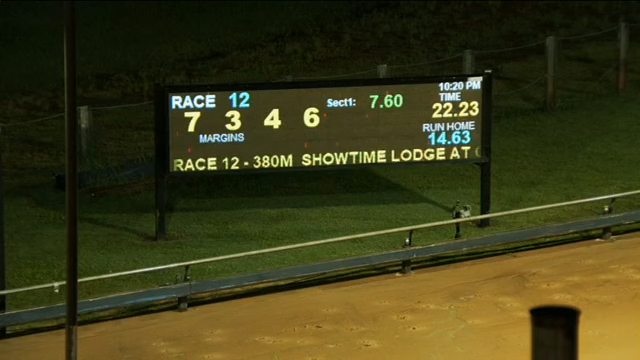 10:20 PM
RACE 12 Sect1: 7.60 TIME
7 3 4 6 22.23
MARGINS RUN HOME
14.63
RACE 12 - 380M SHOWTIME LODGE AT